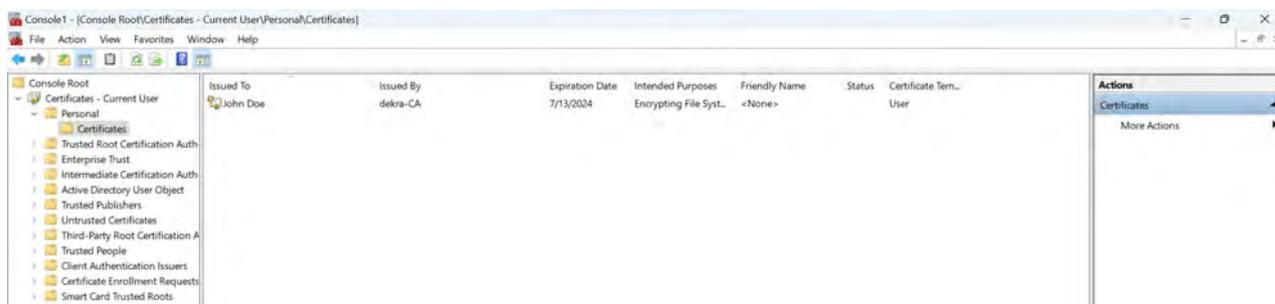 Console1 - [Console Root\Certificates - Current User\Personal\Certificates]
File Action View Favorites Window Help
Console Root
Certificates - Current User
Personal
Certificates
Trusted Root Certification Auth
Enterprise Trust
Intermediate Certification Auth
Active Directory User Object
Trusted Publishers
Untrusted Certificates
Third-Party Root Certification A
Trusted People
Client Authentication Issuers
Certificate Enrollment Requests
Smart Card Trusted Roots
Issued To Issued By Expiration Date Intended Purposes Friendly Name Status Certificate Tem...
John Doe dekra-CA 7/13/2024 Encrypting File Syst... <None> User
Actions
Certificates
More Actions